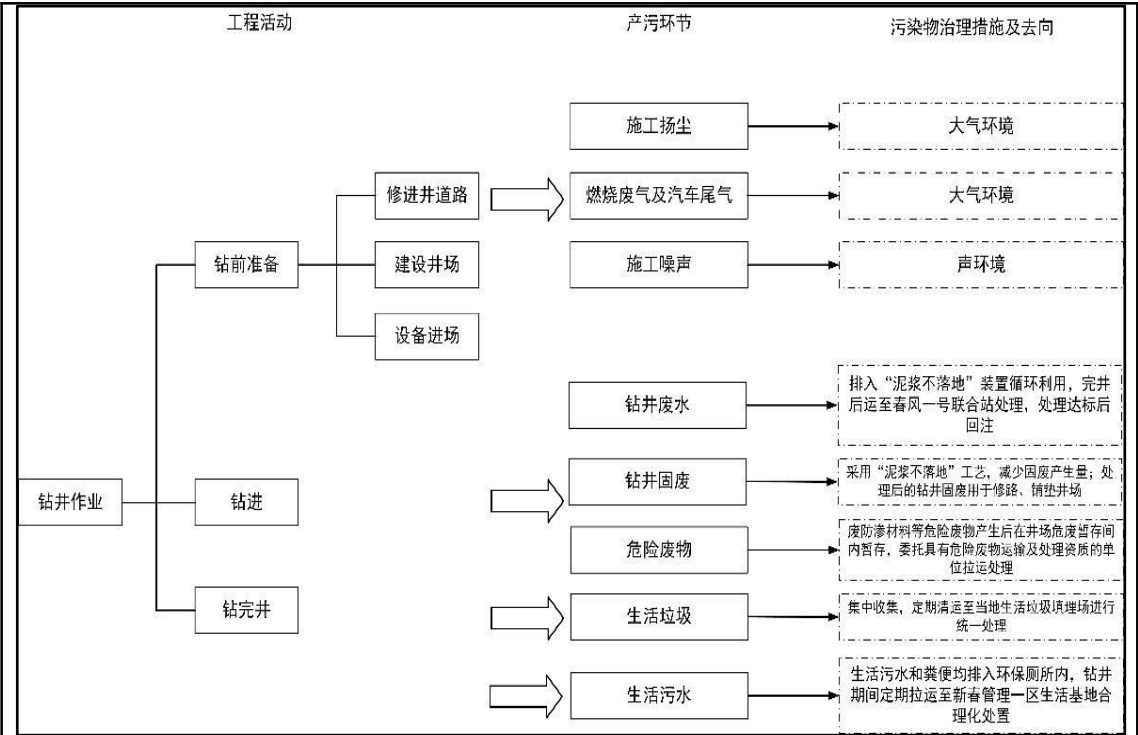 工程活动
产污环节
污染物治理措施及去向
施工扬尘
大气环境
修进井道路
燃烧废气及汽车尾气
大气环境
钻前准备
建设井场
施工噪声
声环境
设备进场
钻井废水
排入“泥浆不落地”装置循环利用，完井
后运至春风一号联合站处理，处理达标后
回注
钻井作业
钻进
钻井固废
采用“泥浆不落地”工艺，减少固废产生量；处
理后的钻井固废用于修路、铺垫井场
危险废物
废防渗材料等危险废物产生后在井场危废暂存间
内暂存，委托具有危险废物运输及处理资质的单
位拉运处理
钻完井
生活垃圾
集中收集，定期清运至当地生活垃圾填埋场进行
统一处理
生活污水
生活污水和粪便均排入环保厕所内，钻井
期间定期拉运至新春管理一区生活基地合
理化处置